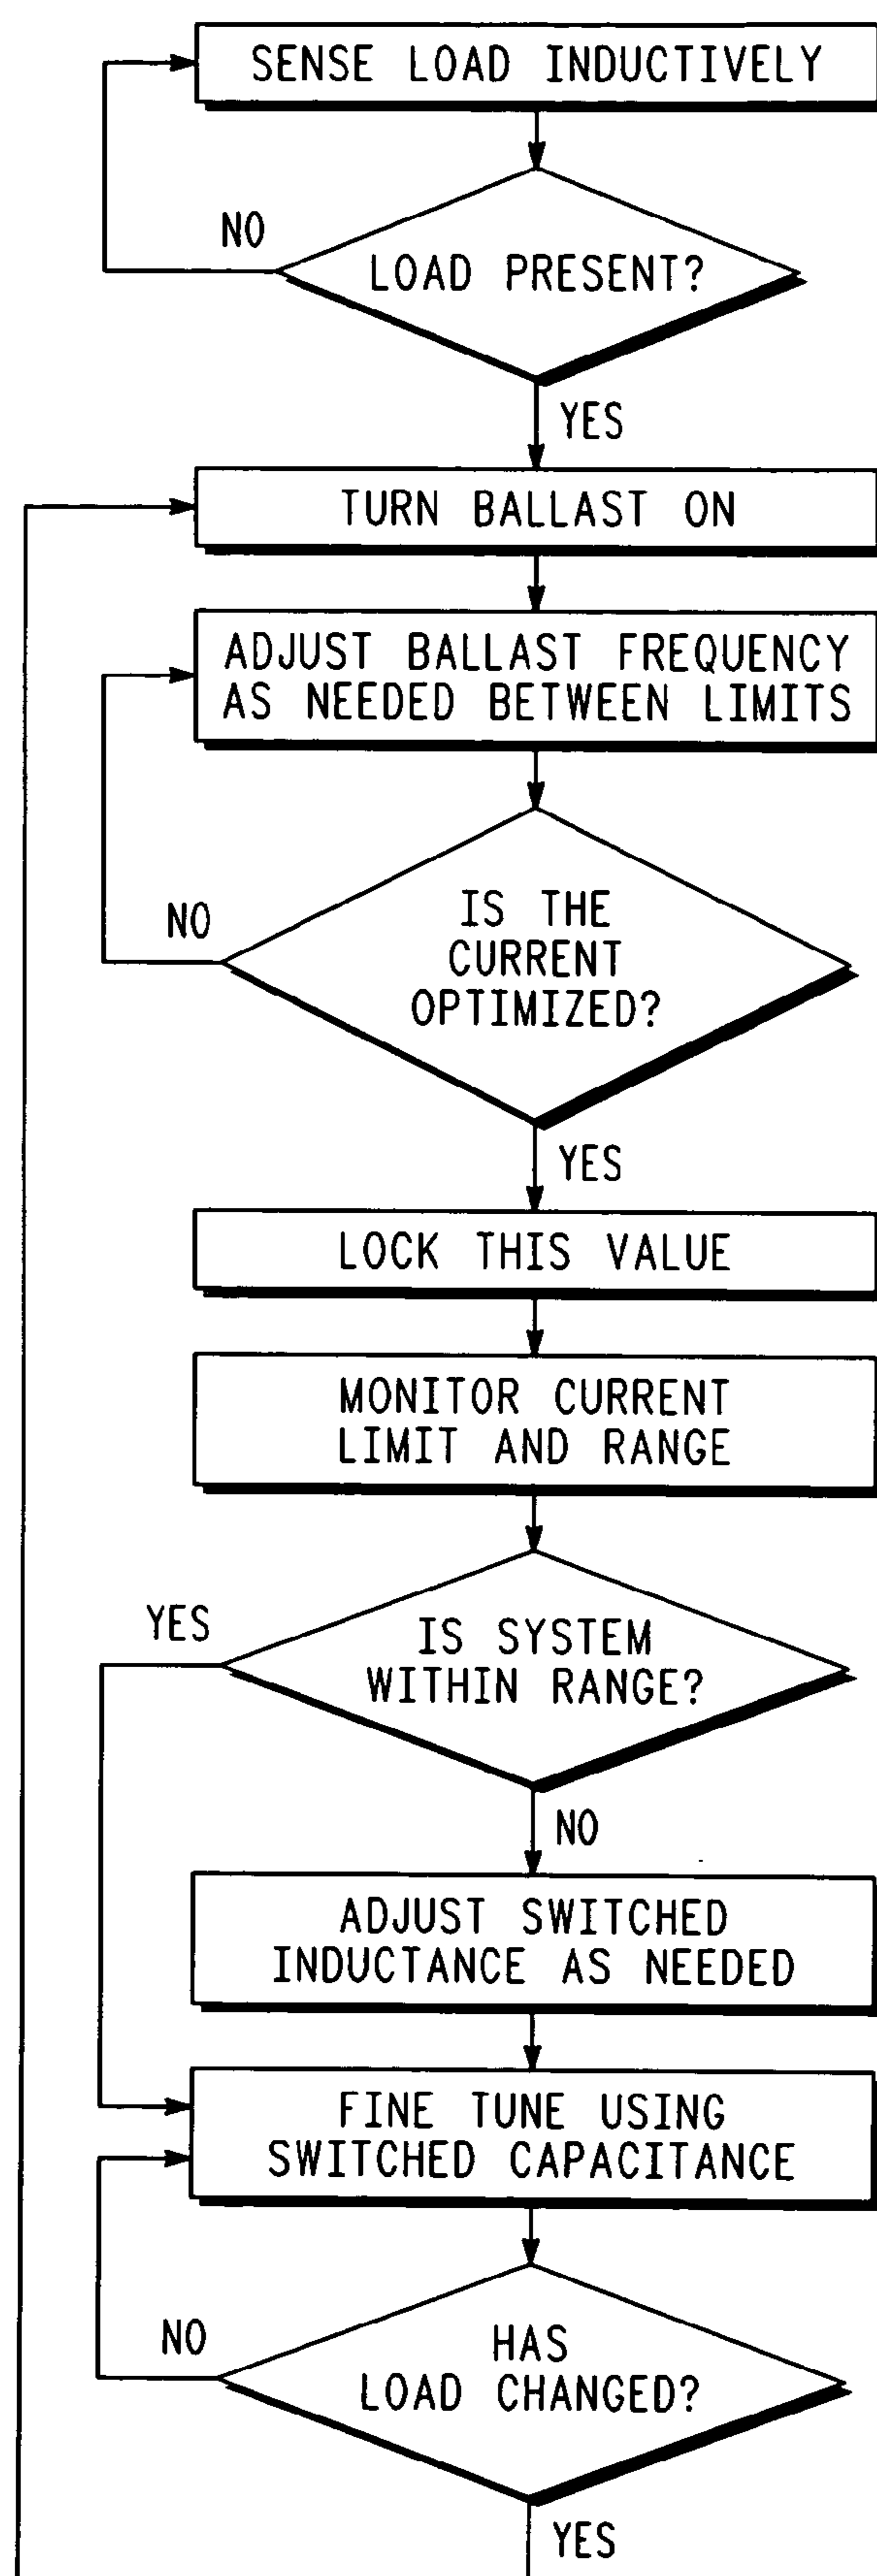 SENSE LOAD INDUCTIVELY
NO
LOAD PRESENT?
YES
TURN BALLAST ON
ADJUST BALLAST FREQUENCY
AS NEEDED BETWEEN LIMITS
NO
IS THE
CURRENT
OPTIMIZED?
YES
LOCK THIS VALUE
MONITOR CURRENT
LIMIT AND RANGE
YES
IS SYSTEM
WITHIN RANGE?
NO
ADJUST SWITCHED
INDUCTANCE AS NEEDED
FINE TUNE USING
SWITCHED CAPACITANCE
NO
HAS
LOAD CHANGED?
YES